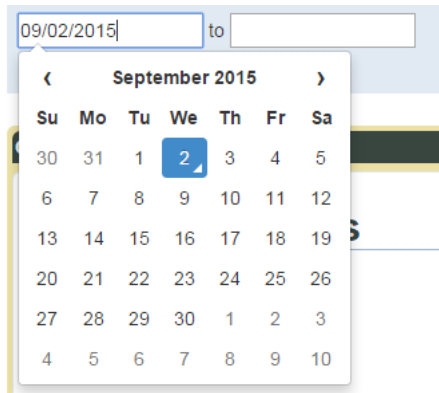 09/02/2015 to
‹ September 2015 ›
Su Mo Tu We Th Fr Sa
30 31 1 2 3 4 5
6 7 8 9 10 11 12
13 14 15 16 17 18 19
20 21 22 23 24 25 26
27 28 29 30 1 2 3
4 5 6 7 8 9 10